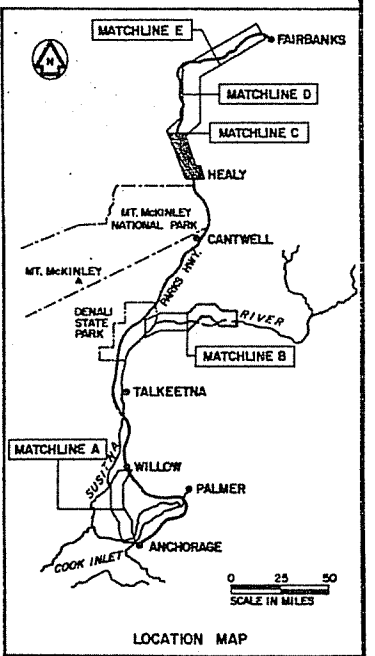 MATCHLINE E
FAIRBANKS
N
MATCHLINE D
MATCHLINE C
HEALY
MT. McKINLEY
NATIONAL PARK
CANTWELL
MT. McKINLEY
PARKS HWY.
DENALI
STATE
PARK
RIVER
MATCHLINE B
TALKEETNA
MATCHLINE A
SUSITNA
WILLOW
PALMER
COOK INLET
ANCHORAGE
0 25 50
SCALE IN MILES
LOCATION MAP